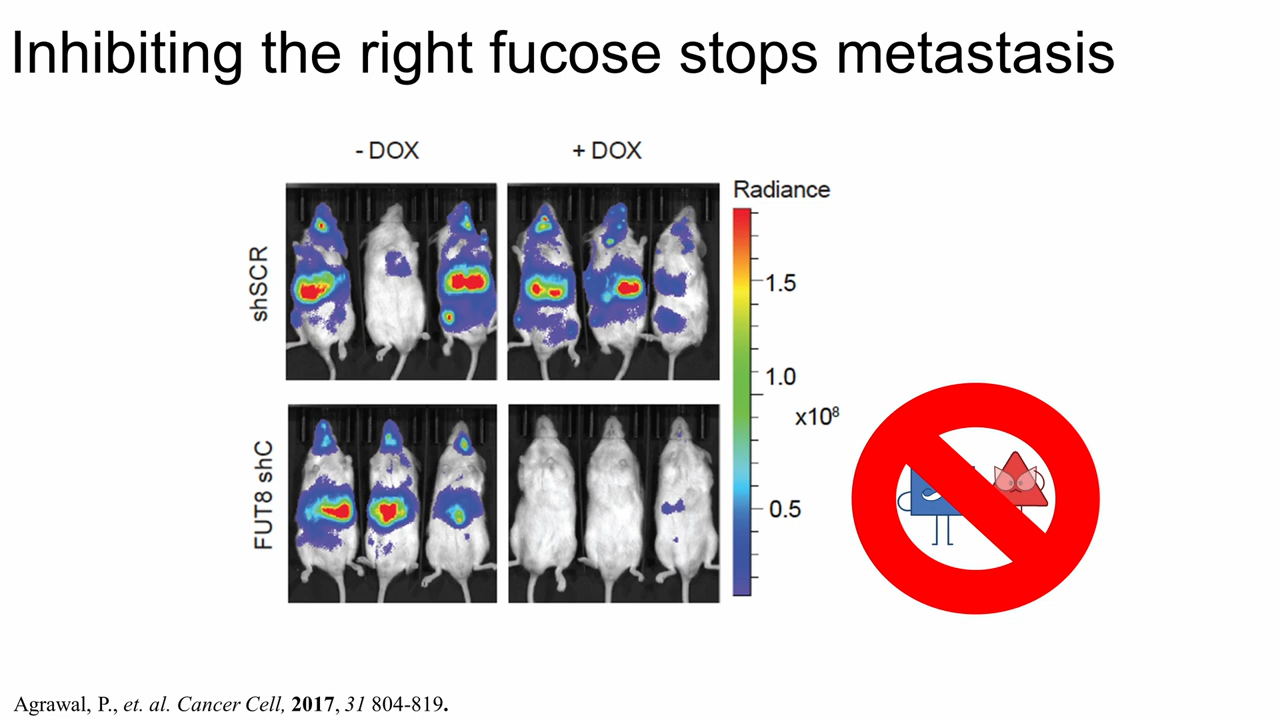 Inhibiting the right fucose stops metastasis
- DOX
+ DOX
Radiance
shSCR
1.5
1.0
x10⁸
FUT8 shC
0.5
Agrawal, P., et. al. Cancer Cell, 2017, 31 804-819.